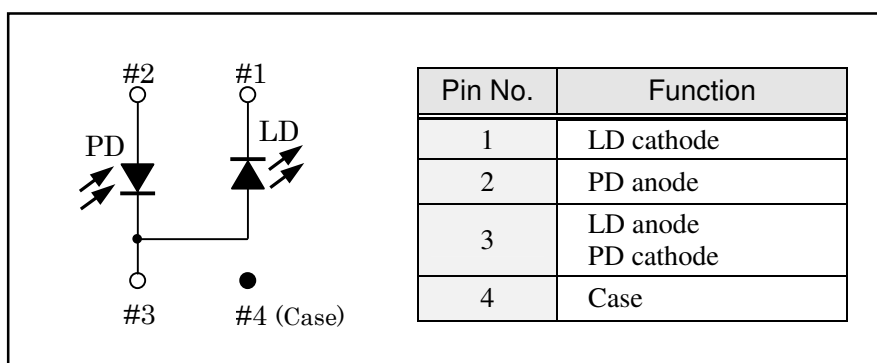 #2 #1
PD LD
#3 #4 (Case)
Pin No. Function
1 LD cathode
2 PD anode
3 LD anode
PD cathode
4 Case